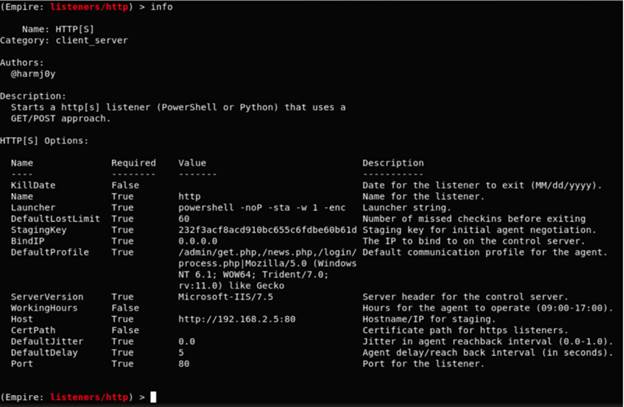 (Empire: listeners/http) > info
Name: HTTP[S]
Category: client_server
Authors:
@harmj0y
Description:
Starts a http[s] listener (PowerShell or Python) that uses a
GET/POST approach.
HTTP[S] Options:
Name Required Value Description
---- -------- ------- -----------
KillDate False Date for the listener to exit (MM/dd/yyyy).
Name True http Name for the listener.
Launcher True powershell -noP -sta -w 1 -enc Launcher string.
DefaultLostLimit True 60 Number of missed checkins before exiting
StagingKey True 232f3acf8acd910bc655c6fdbe60b61d Staging key for initial agent negotiation.
BindIP True 0.0.0.0 The IP to bind to on the control server.
DefaultProfile True /admin/get.php,/news.php,/login/ Default communication profile for the agent.
process.php|Mozilla/5.0 (Windows
NT 6.1; WOW64; Trident/7.0;
rv:11.0) like Gecko
ServerVersion True Microsoft-IIS/7.5 Server header for the control server.
WorkingHours False Hours for the agent to operate (09:00-17:00).
Host True http://192.168.2.5:80 Hostname/IP for staging.
CertPath False Certificate path for https listeners.
DefaultJitter True 0.0 Jitter in agent reachback interval (0.0-1.0).
DefaultDelay True 5 Agent delay/reach back interval (in seconds).
Port True 80 Port for the listener.
(Empire: listeners/http) >